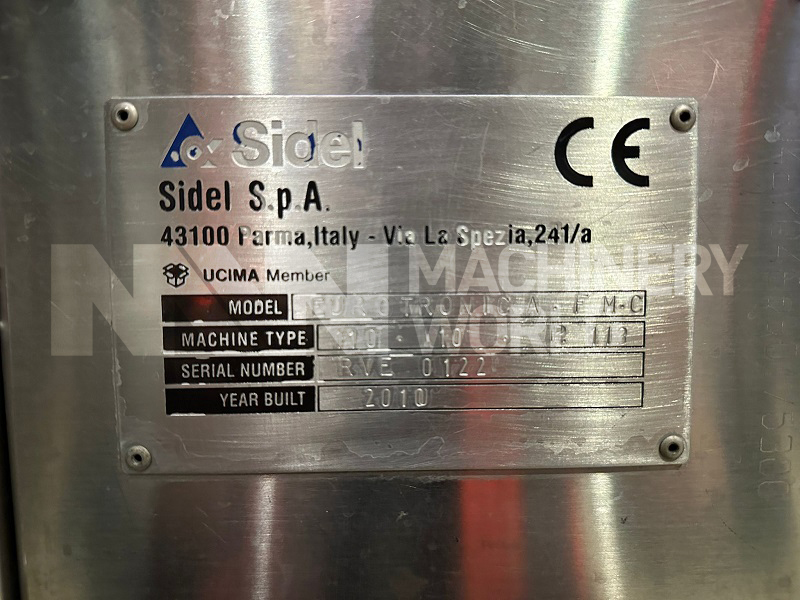 Sidel
CE
Sidel S.p.A.
43100 Parma,Italy - Via La Spezia,241/a
UCIMA Member
MACHINERY
WORLD
MODEL EUROTRONICA F M-C
MACHINE TYPE
SERIAL NUMBER RVE 0122
YEAR BUILT 2010